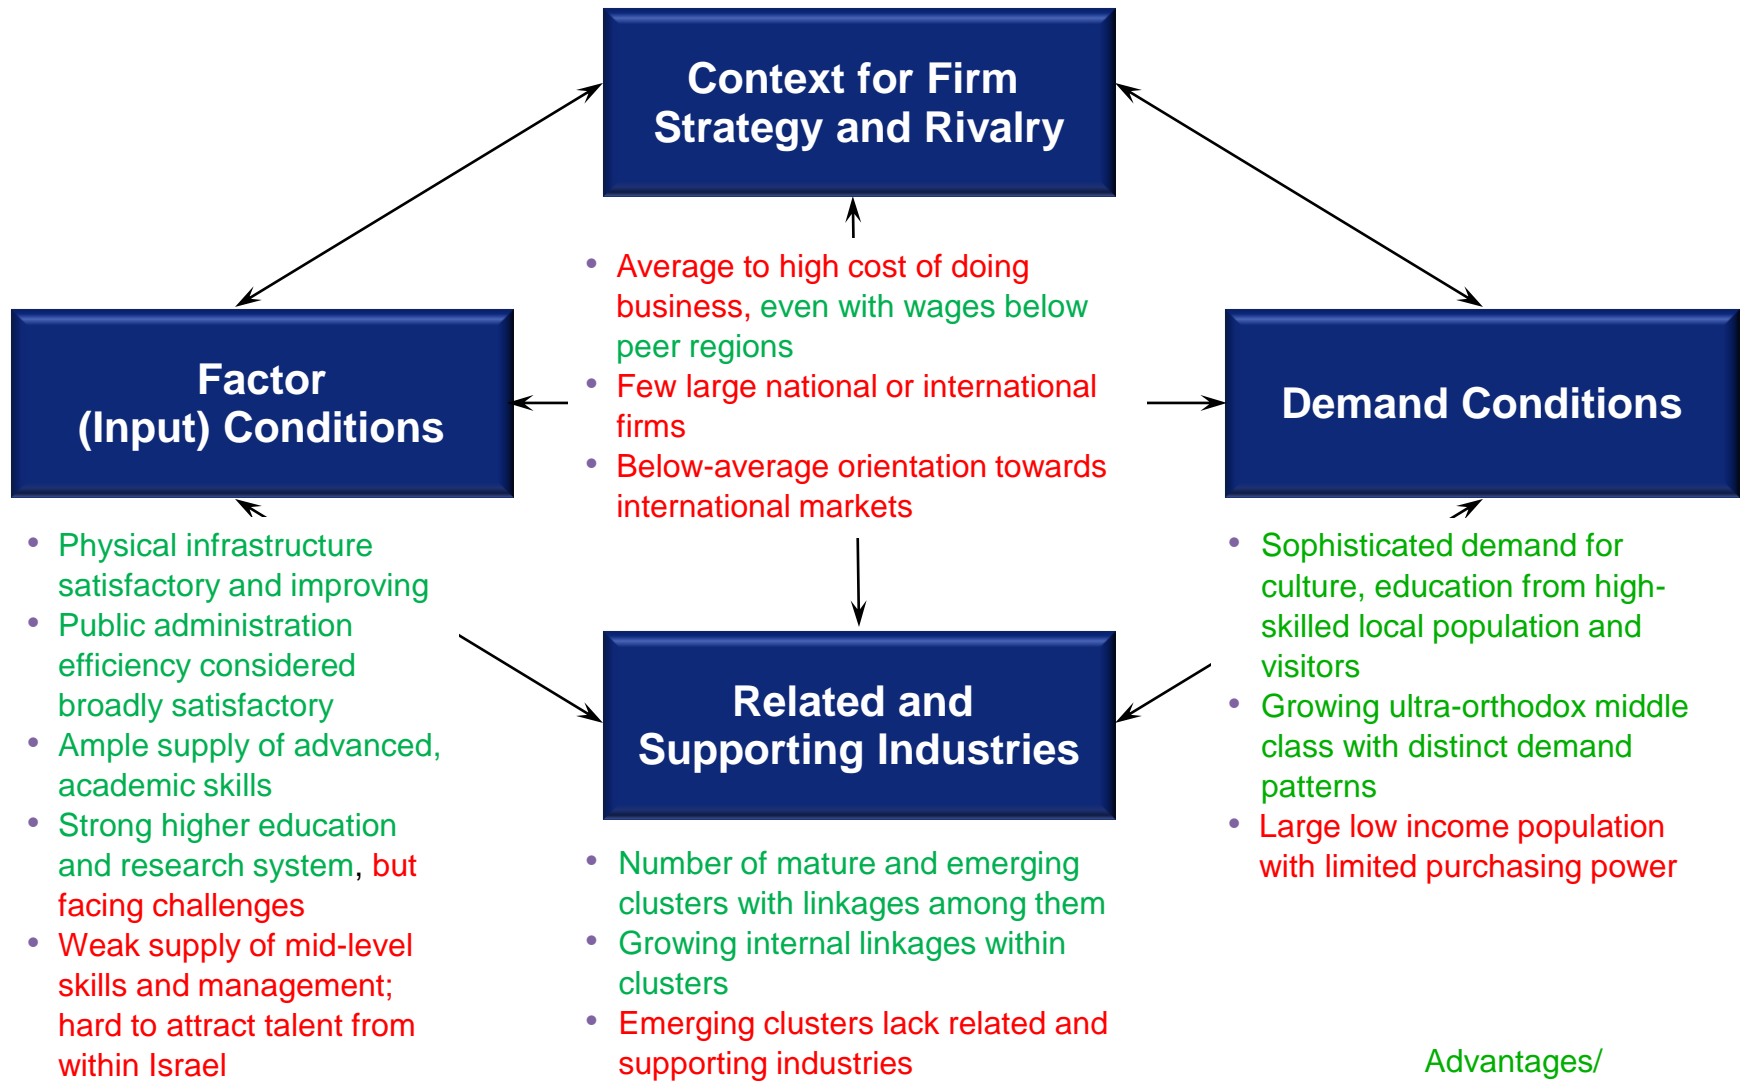 Context for Firm
Strategy and Rivalry
• Average to high cost of doing
business, even with wages below
peer regions
• Few large national or international
firms
• Below-average orientation towards
international markets
Factor
(Input) Conditions
• Physical infrastructure
satisfactory and improving
• Public administration
efficiency considered
broadly satisfactory
• Ample supply of advanced,
academic skills
• Strong higher education
and research system, but
facing challenges
• Weak supply of mid-level
skills and management;
hard to attract talent from
within Israel
Demand Conditions
• Sophisticated demand for
culture, education from high-
skilled local population and
visitors
• Growing ultra-orthodox middle
class with distinct demand
patterns
• Large low income population
with limited purchasing power
Related and
Supporting Industries
• Number of mature and emerging
clusters with linkages among them
• Growing internal linkages within
clusters
• Emerging clusters lack related and
supporting industries
Advantages/